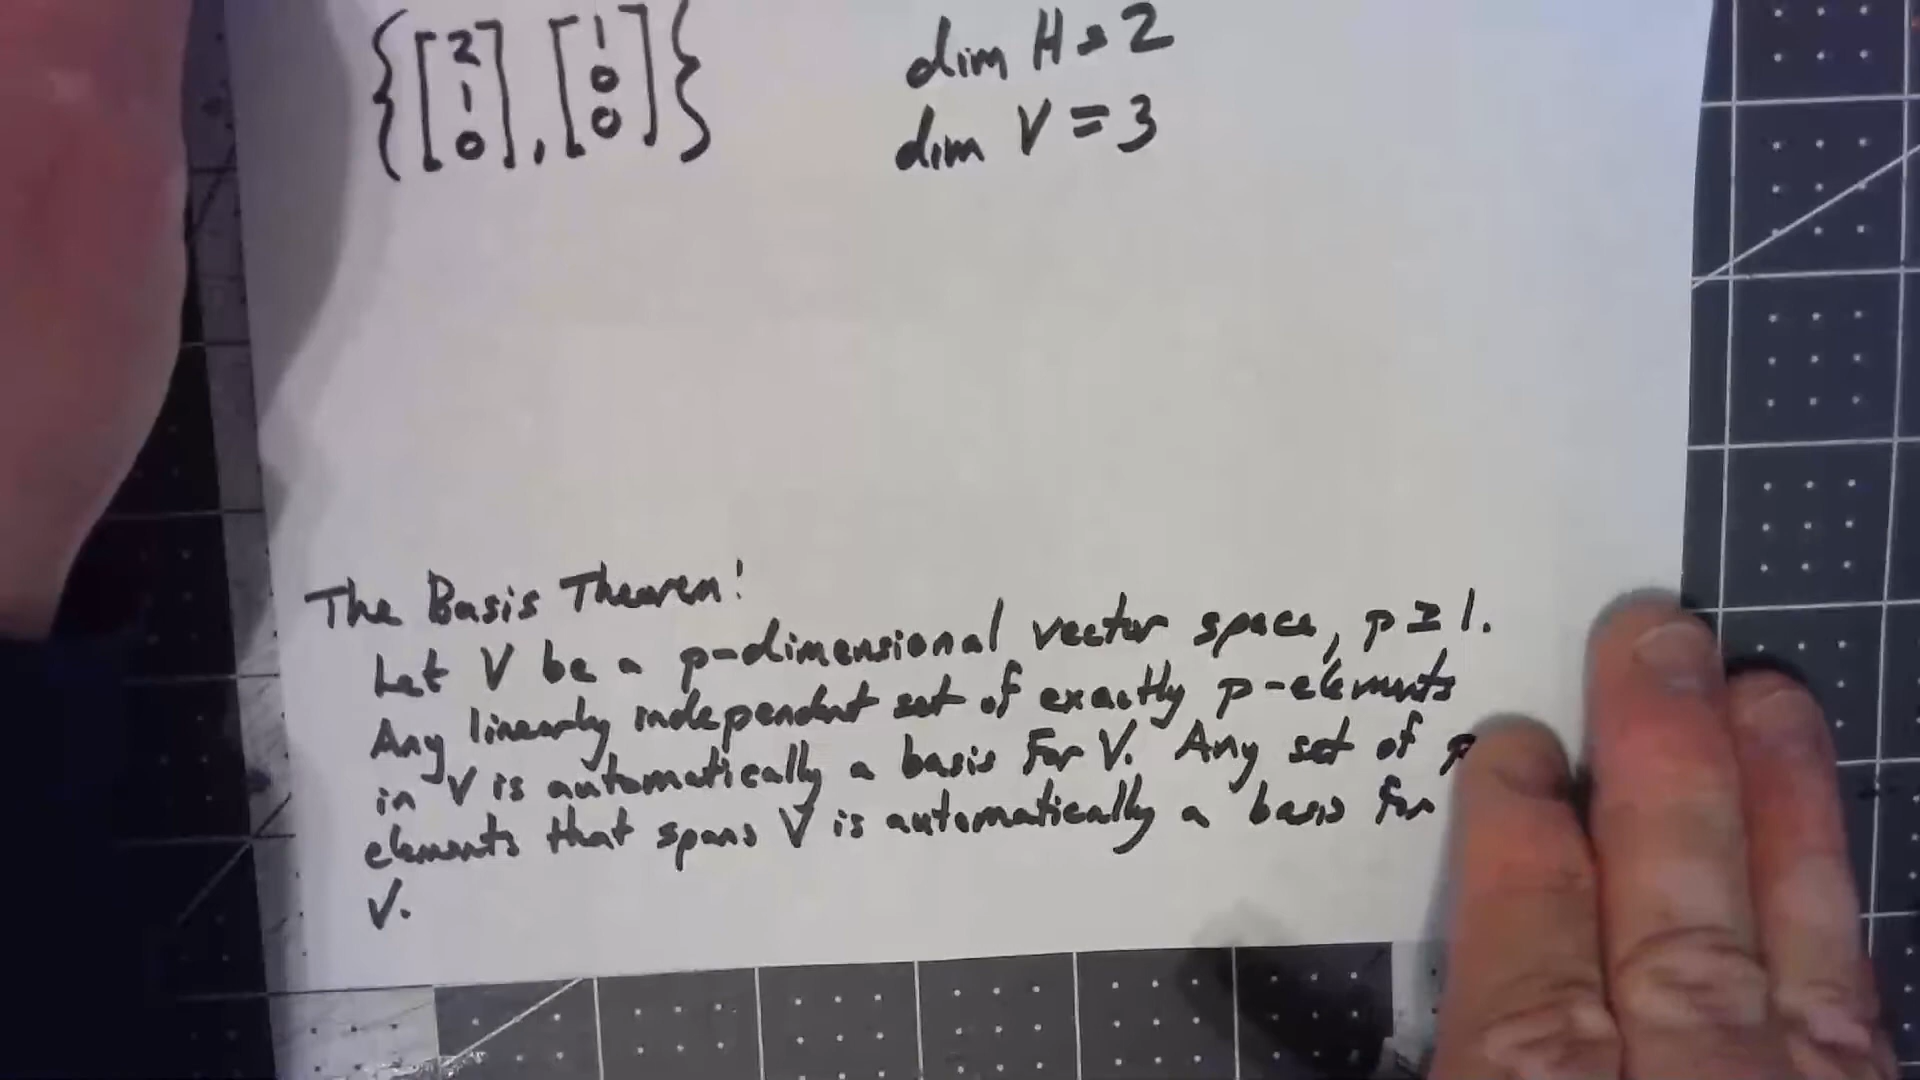 {[2 1 0], [1 0 0]}
dim H = 2
dim V = 3
The Basis Theorem:
Let V be a p-dimensional vector space, p ≥ 1.
Any linearly independent set of exactly p-elements
in V is automatically a basis for V. Any set of p
elements that spans V is automatically a basis for
V.